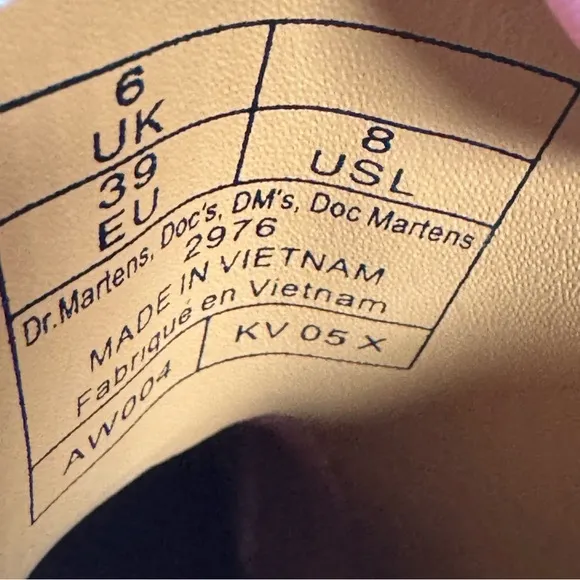 6
UK
39
EU
8
USL
Dr.Martens, Doc's, DM's, Doc Martens
2976
MADE IN VIETNAM
Fabriqué en Vietnam
AW004
KV 05 X